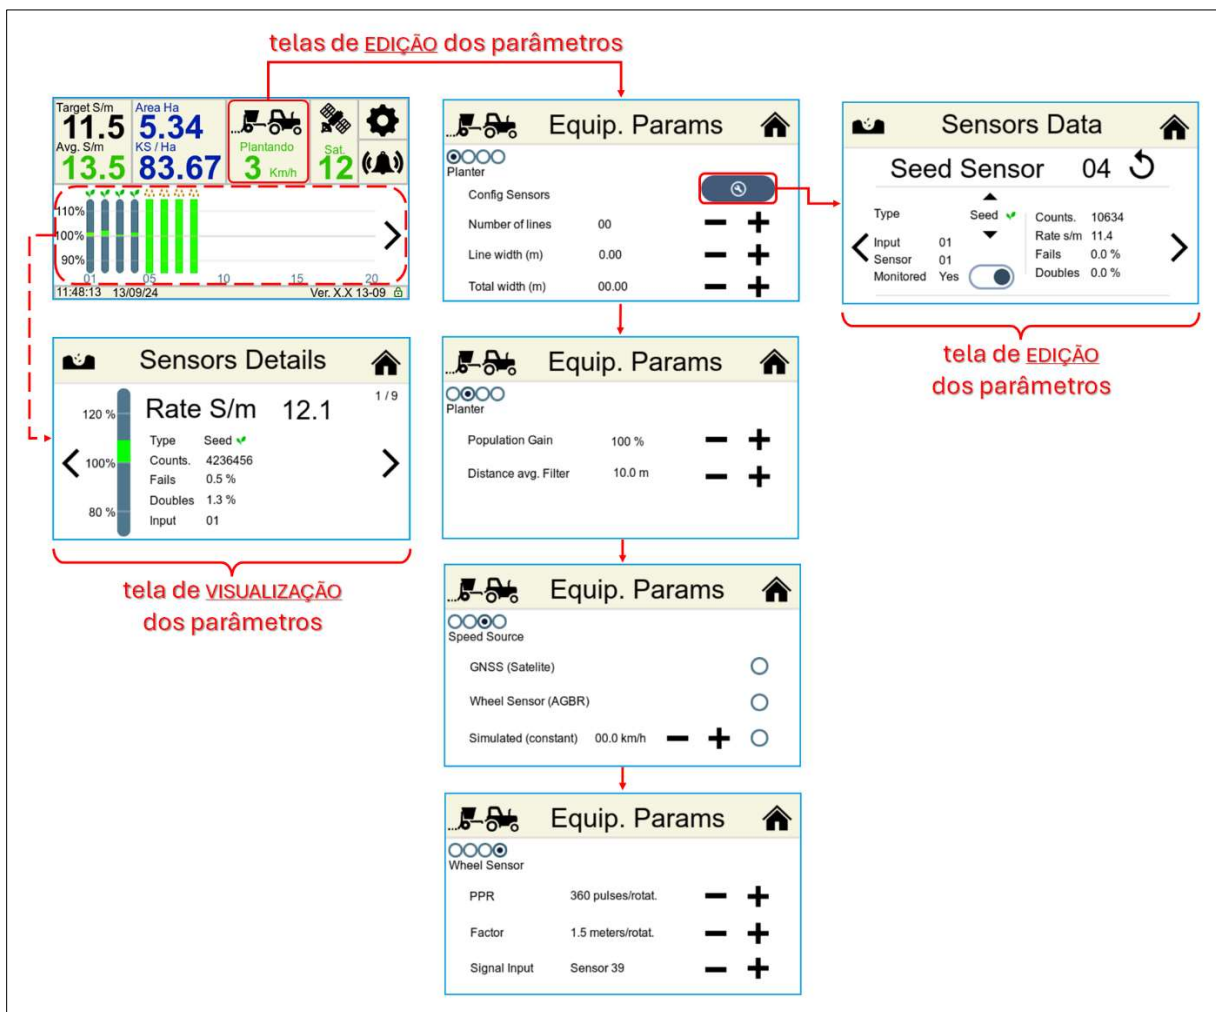 telas de EDIÇÃO dos parâmetros
Target S/m
11.5
Avg. S/m
13.5
Area Ha
5.34
KS / Ha
83.67
Plantando
3 Km/h
Sat.
12
110%
100%
90%
01 05 10 15 20
11:48:13 13/09/24 Ver. X.X 13-09
Equip. Params
Planter
Config Sensors
Number of lines 00
Line width (m) 0.00
Total width (m) 00.00
Sensors Data
Seed Sensor 04
Type Seed
Input 01
Sensor 01
Monitored Yes
Counts. 10634
Rate s/m 11.4
Fails 0.0 %
Doubles 0.0 %
tela de EDIÇÃO
dos parâmetros
Sensors Details
120 %
100%
80 %
Rate S/m 12.1
1 / 9
Type Seed
Counts. 4236456
Fails 0.5 %
Doubles 1.3 %
Input 01
tela de VISUALIZAÇÃO
dos parâmetros
Equip. Params
Planter
Population Gain 100 %
Distance avg. Filter 10.0 m
Equip. Params
Speed Source
GNSS (Satelite)
Wheel Sensor (AGBR)
Simulated (constant) 00.0 km/h
Equip. Params
Wheel Sensor
PPR 360 pulses/rotat.
Factor 1.5 meters/rotat.
Signal Input Sensor 39